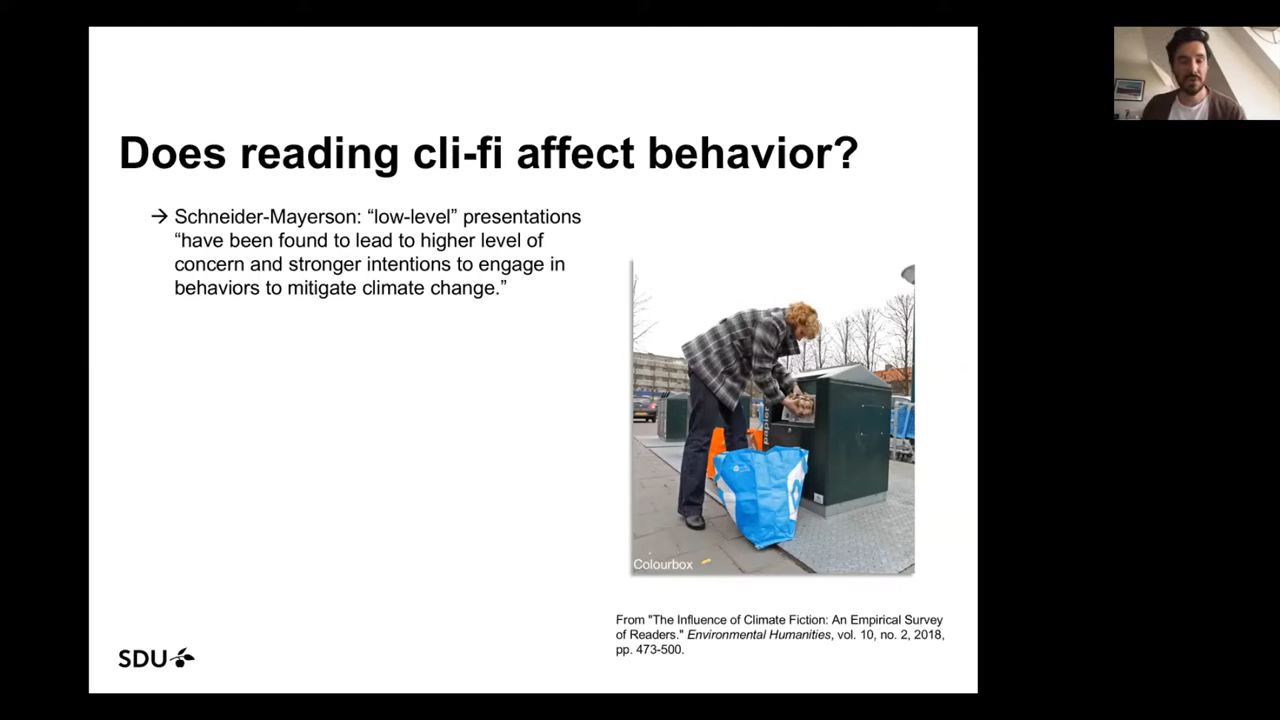 Does reading cli-fi affect behavior?
→ Schneider-Mayerson: “low-level” presentations
“have been found to lead to higher level of
concern and stronger intentions to engage in
behaviors to mitigate climate change.”
papier
Colourbox
From "The Influence of Climate Fiction: An Empirical Survey
of Readers." Environmental Humanities, vol. 10, no. 2, 2018,
pp. 473-500.
SDU